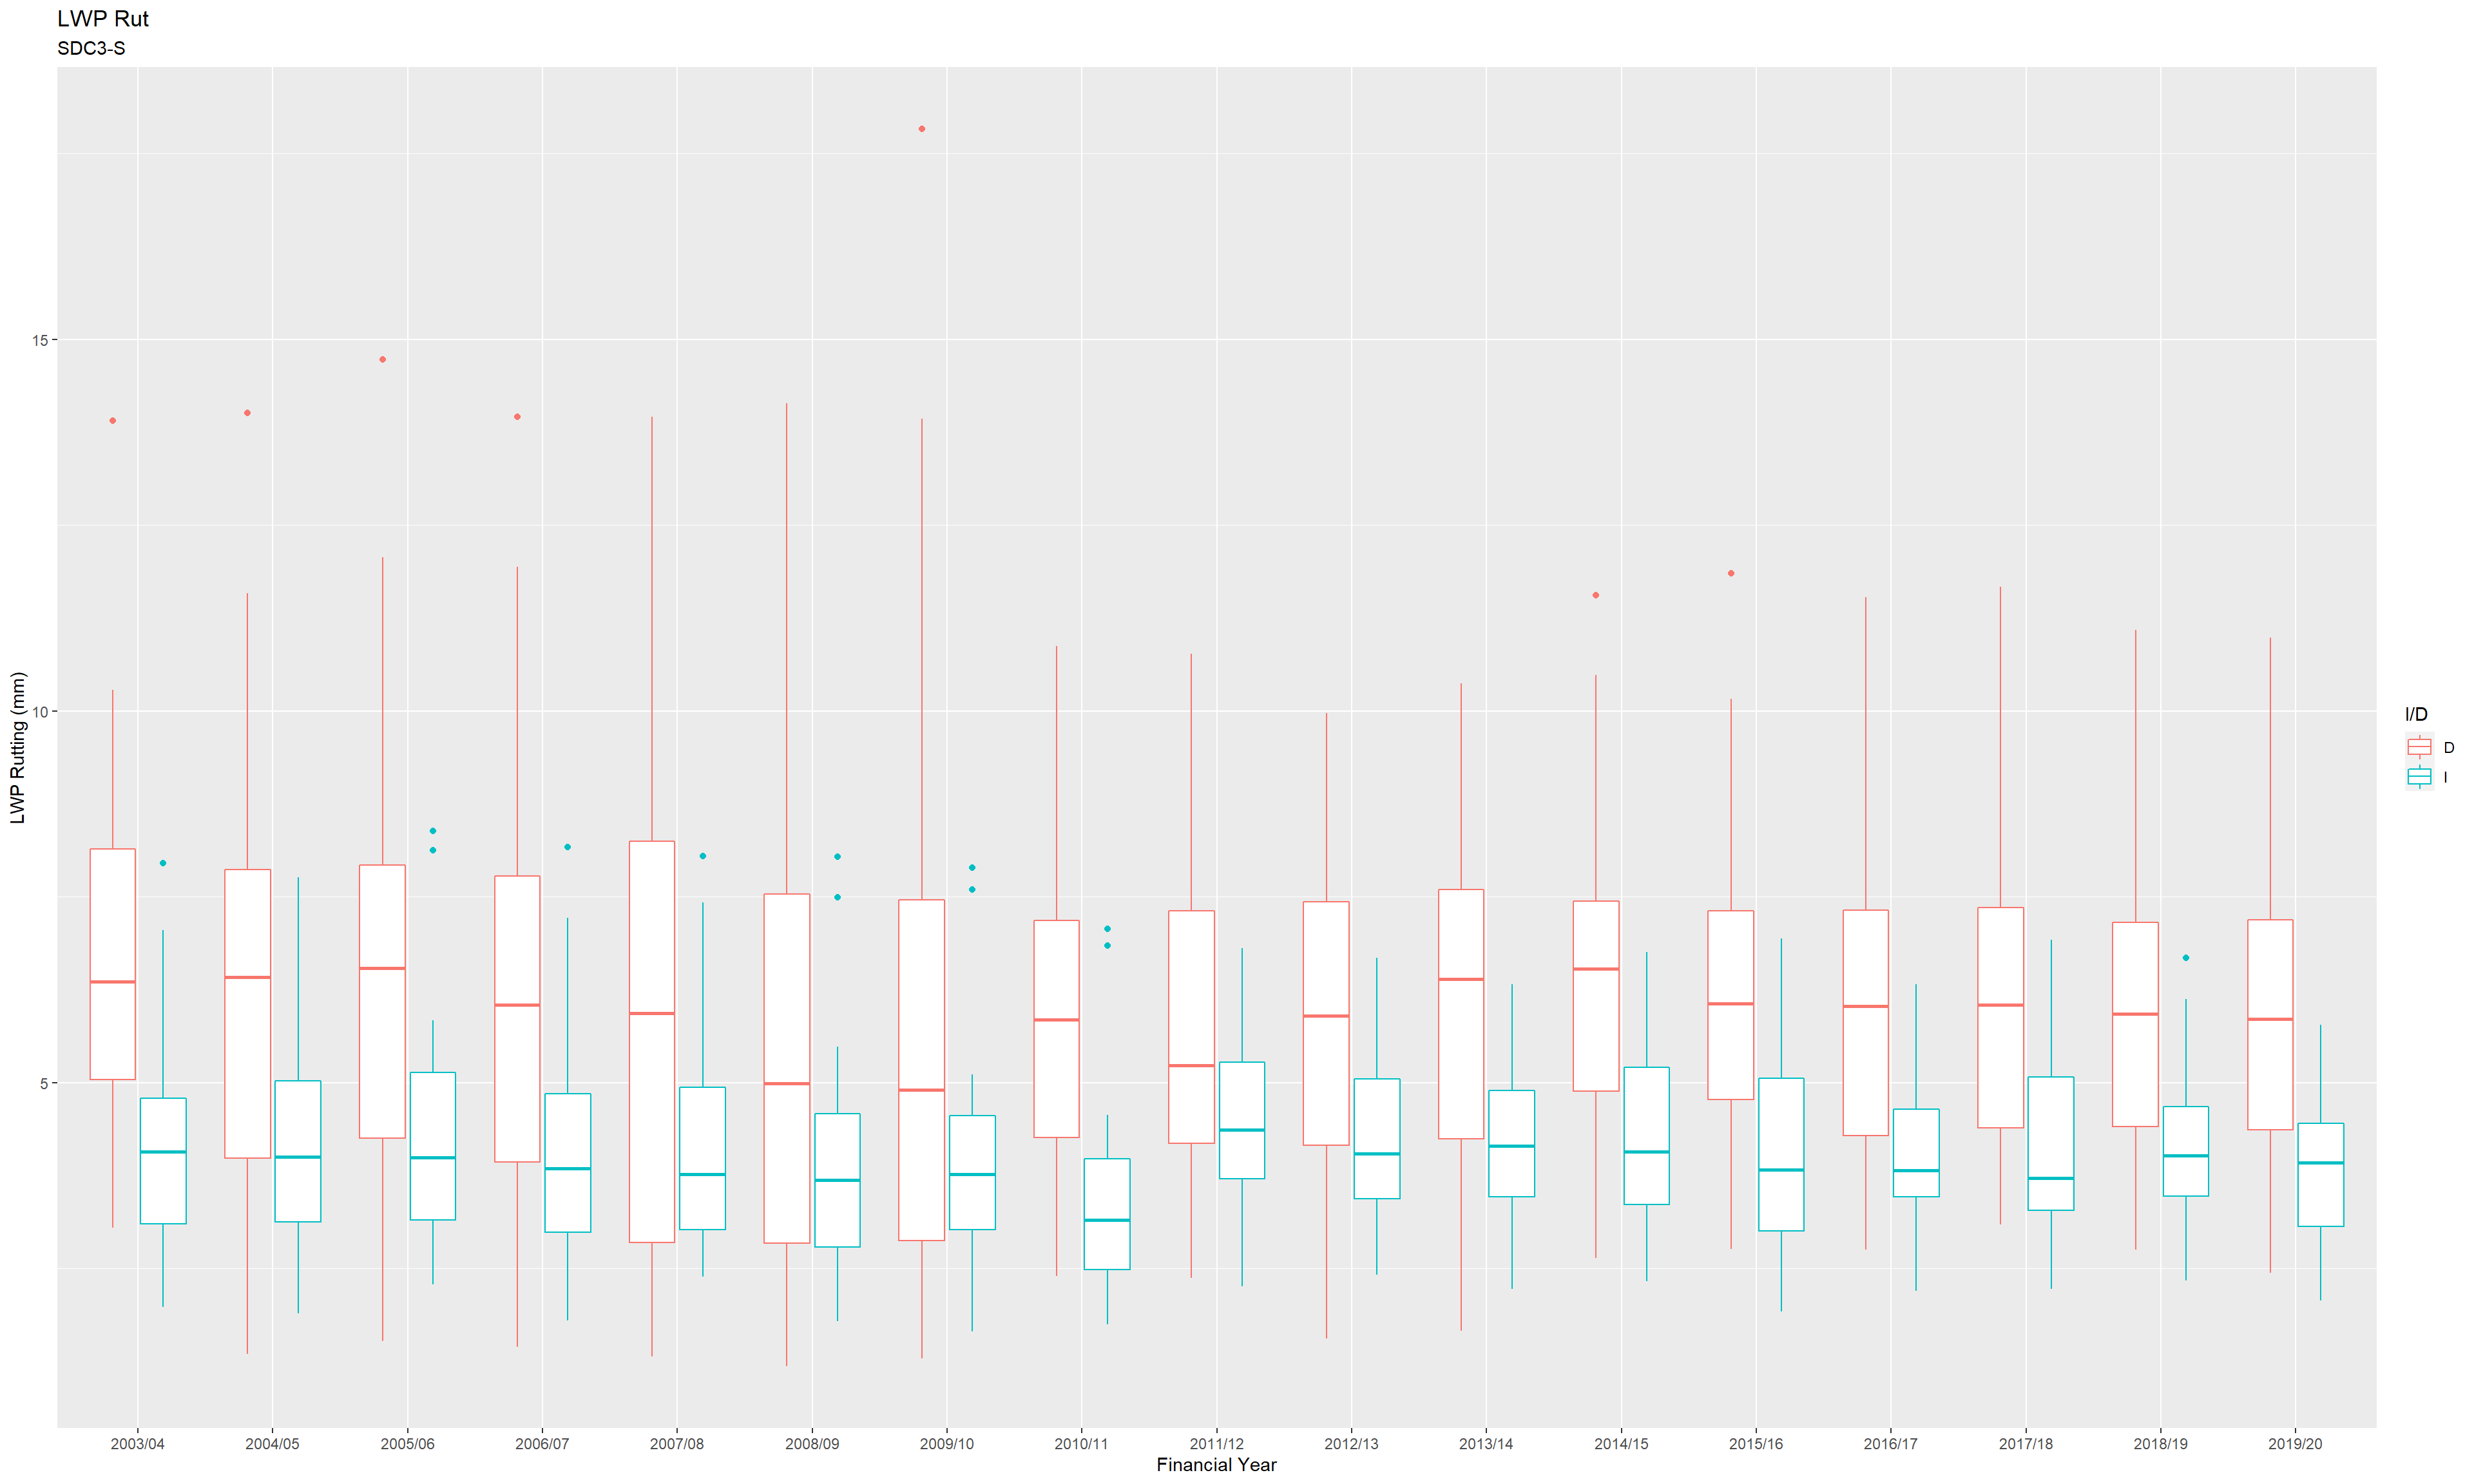 LWP Rut
SDC3-S
LWP Rutting (mm)
15
10
5
2003/04 2004/05 2005/06 2006/07 2007/08 2008/09 2009/10 2010/11 2011/12 2012/13 2013/14 2014/15 2015/16 2016/17 2017/18 2018/19 2019/20
Financial Year
I/D
D
I